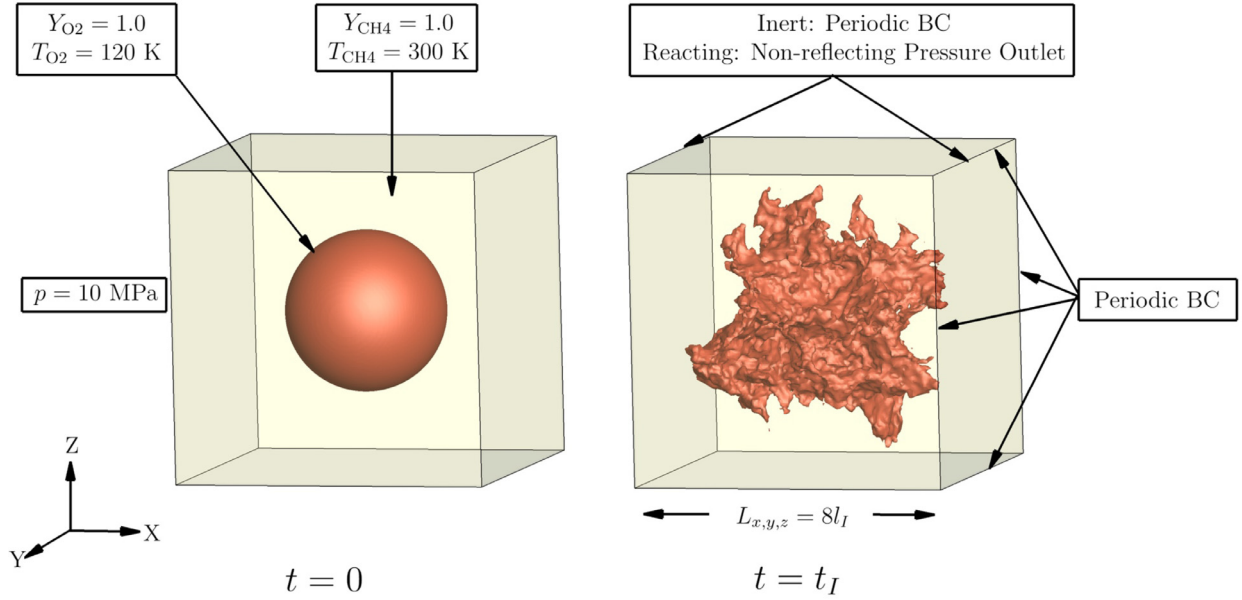 Y_O2 = 1.0
T_O2 = 120 K
Y_CH4 = 1.0
T_CH4 = 300 K
Inert: Periodic BC
Reacting: Non-reflecting Pressure Outlet
p = 10 MPa
Periodic BC
Z
X
Y
L_x,y,z = 8l_I
t = 0
t = t_I